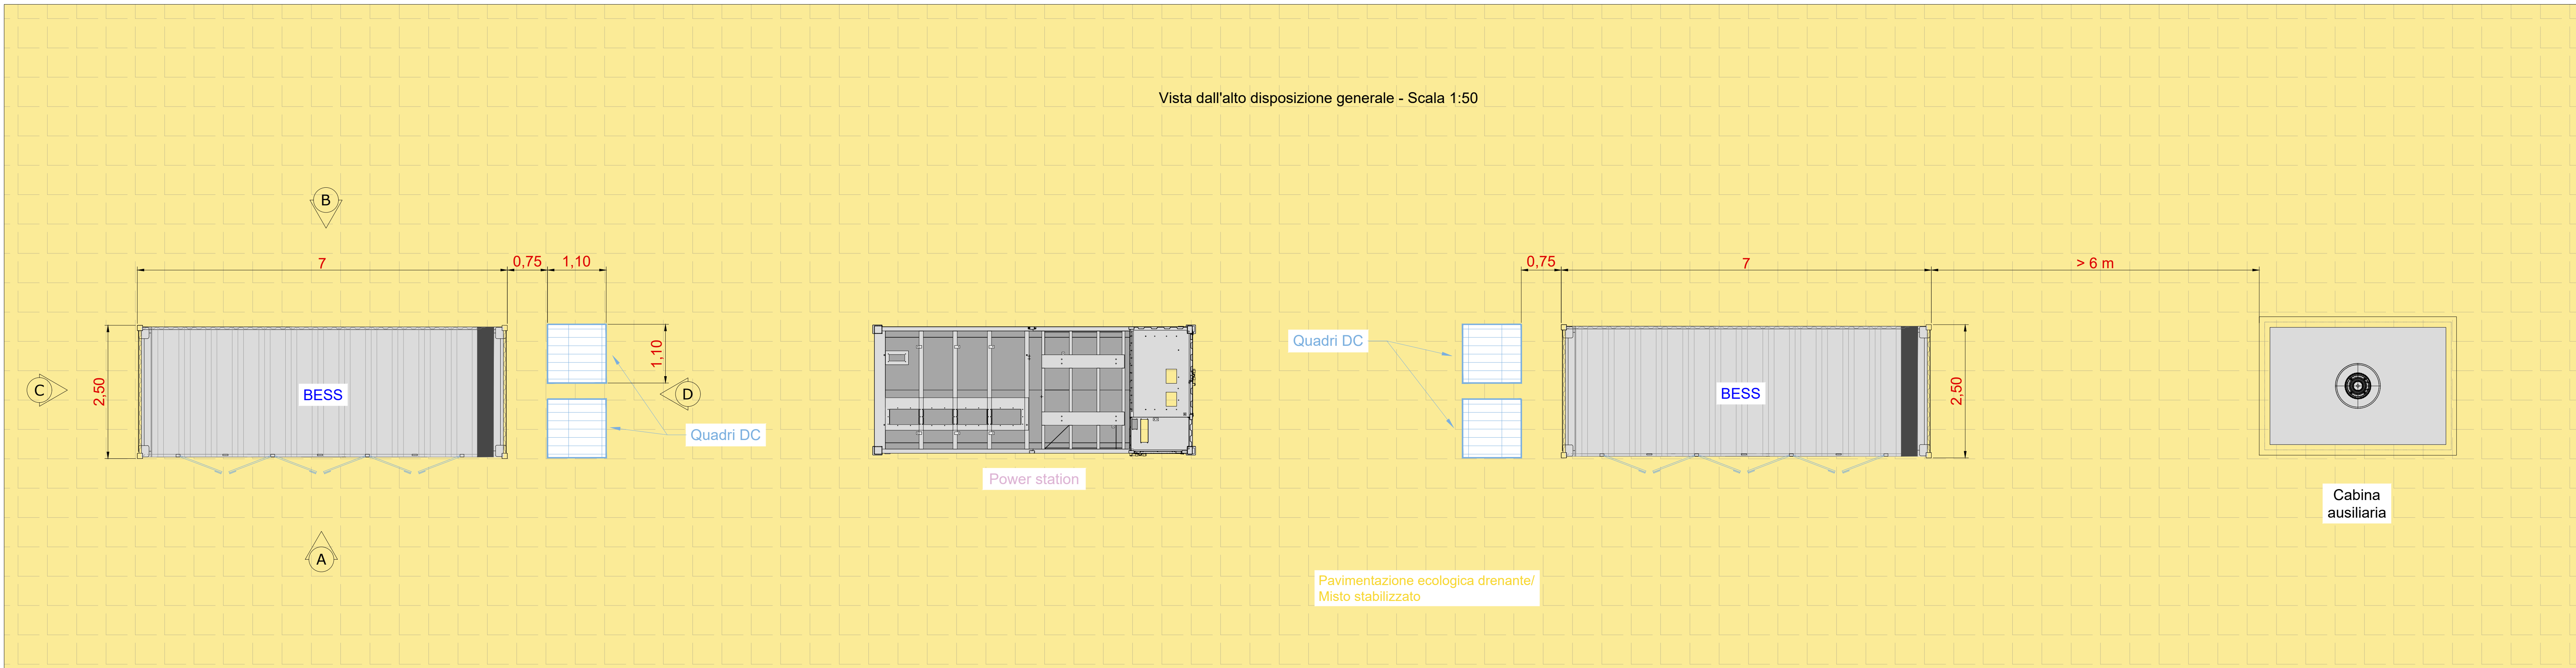 Vista dall'alto disposizione generale - Scala 1:50
B
7
0,75
1,10
0,75
7
> 6 m
2,50
C
BESS
1,10
D
Quadri DC
Power station
Quadri DC
BESS
2,50
Cabina
ausiliaria
A
Pavimentazione ecologica drenante/
Misto stabilizzato